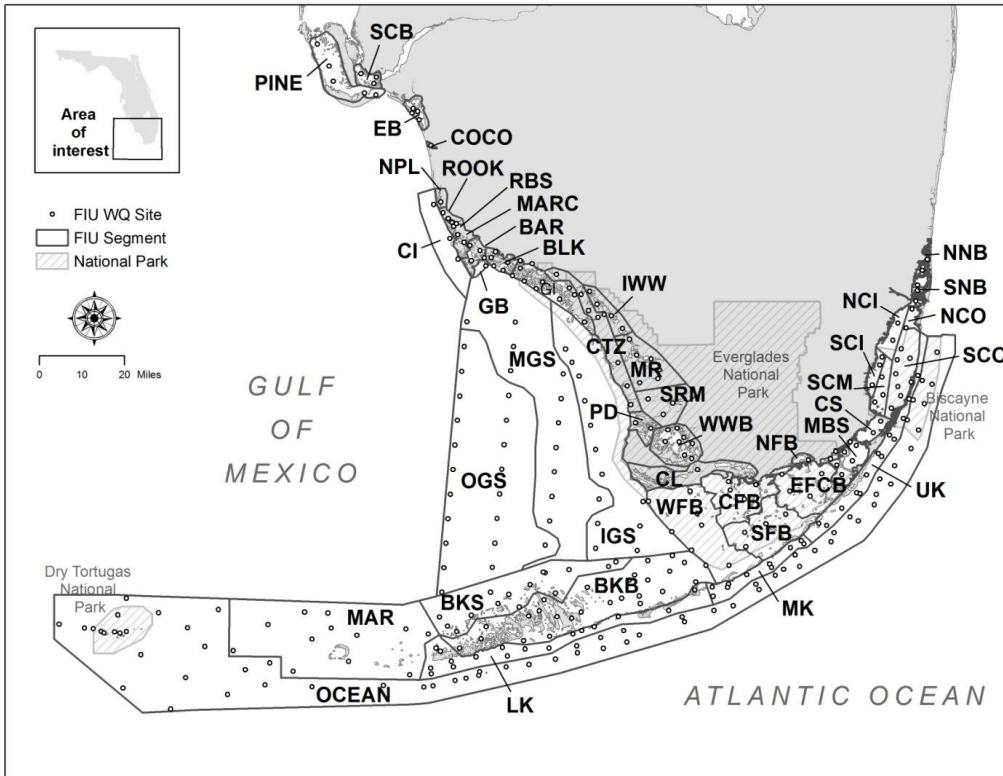 Area
of
interest
FIU WQ Site
FIU Segment
National Park
0 10 20 Miles
SCB
PINE
EB
COCO
NPL
ROOK
RBS
MARC
BAR
CI
BLK
GB
GI
IWW
MGS
CTZ
MR
SRM
PD
WWB
Everglades
National
Park
NNB
SNB
NCI
NCO
SCI
SCO
SCM
CS
MBS
Biscayne
National
Park
NFB
CL
EFCB
UK
WFB
CFB
SFB
GULF
OF
MEXICO
OGS
IGS
Dry Tortugas
National
Park
BKS
BKB
MAR
MK
OCEAN
LK
ATLANTIC OCEAN